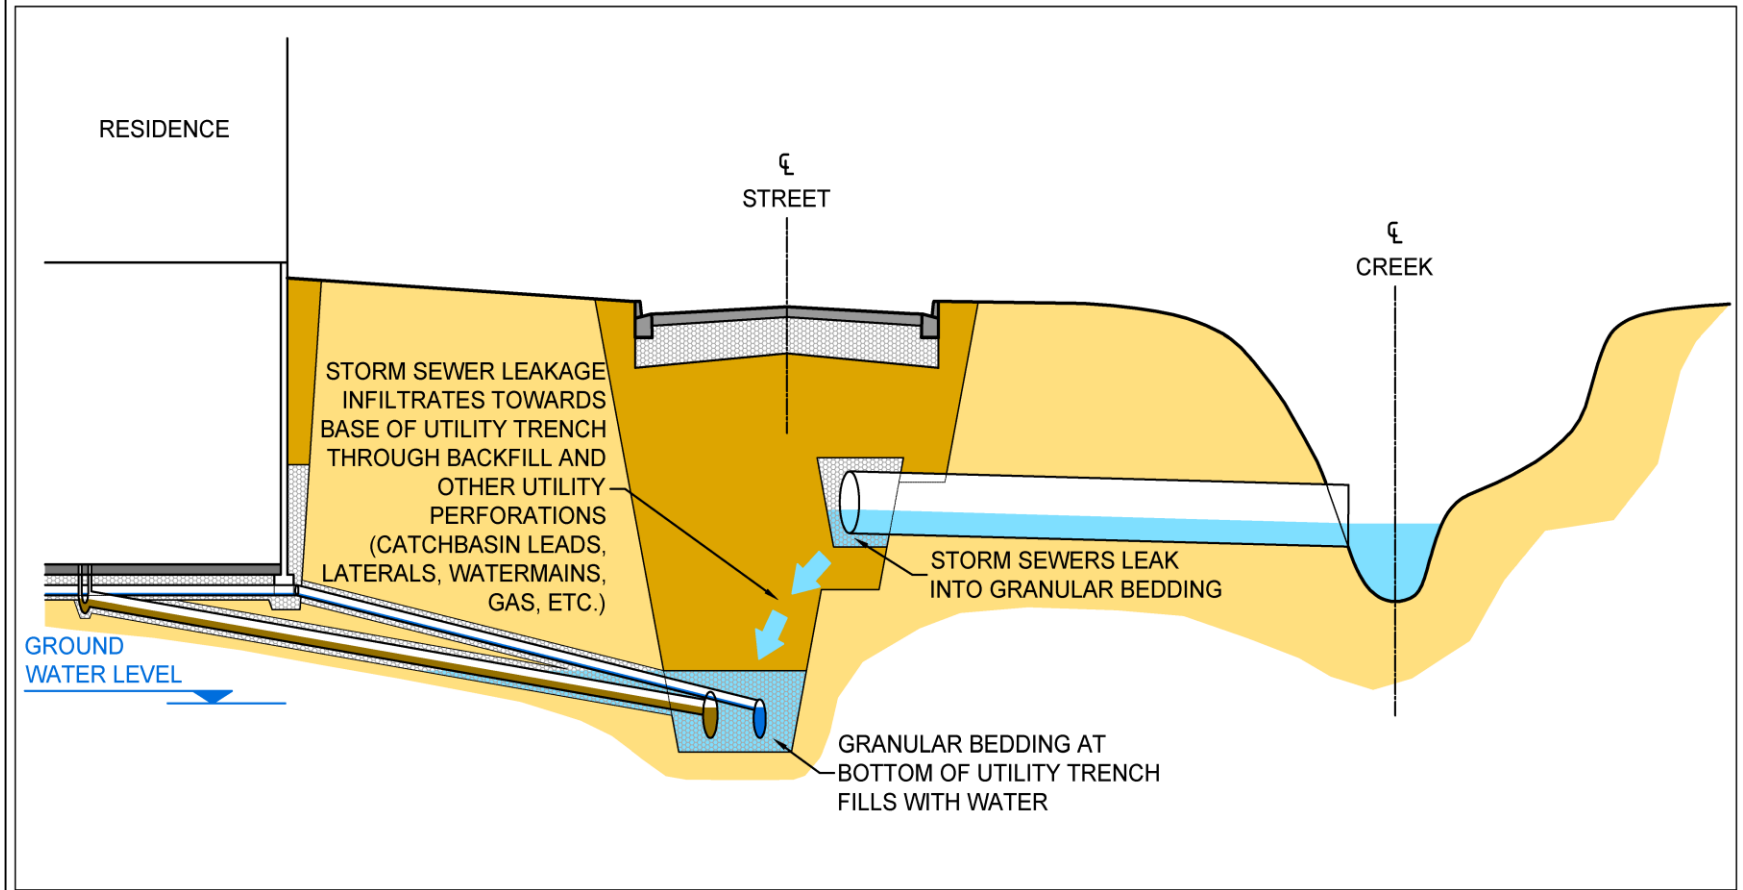 RESIDENCE
℄
STREET
℄
CREEK
STORM SEWER LEAKAGE
INFILTRATES TOWARDS
BASE OF UTILITY TRENCH
THROUGH BACKFILL AND
OTHER UTILITY
PERFORATIONS
(CATCHBASIN LEADS,
LATERALS, WATERMAINS,
GAS, ETC.)
STORM SEWERS LEAK
INTO GRANULAR BEDDING
GROUND
WATER LEVEL
GRANULAR BEDDING AT
BOTTOM OF UTILITY TRENCH
FILLS WITH WATER